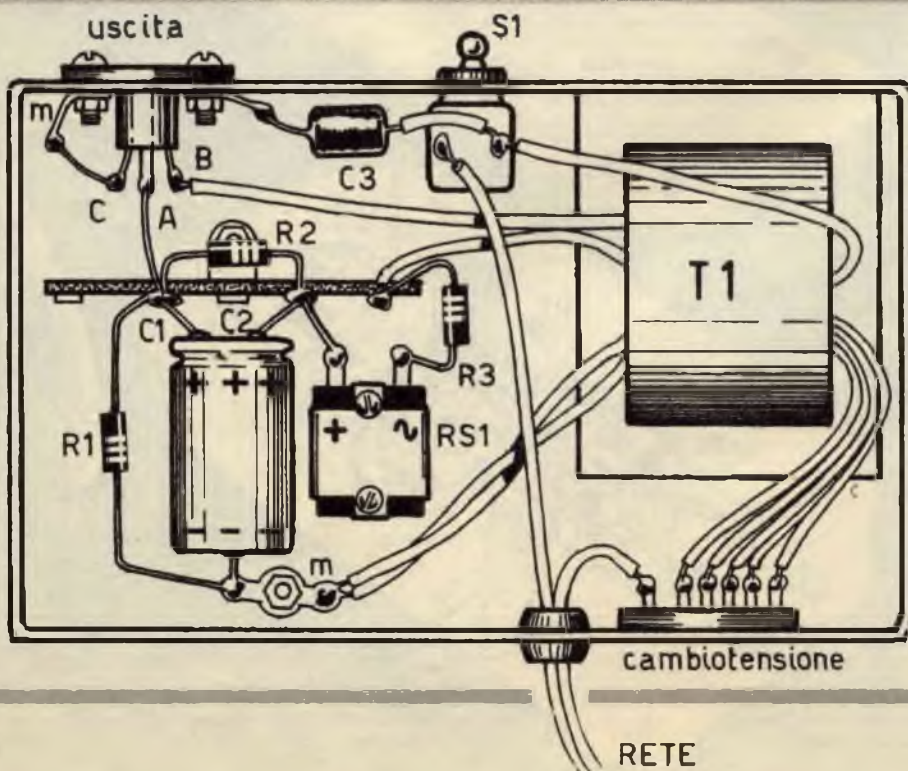 uscita
S1
m
B
C3
C
A
R2
T1
C1
C2
R3
R1
+ + +
+
~
RS1
- - -
m
c
cambiotensione
RETE